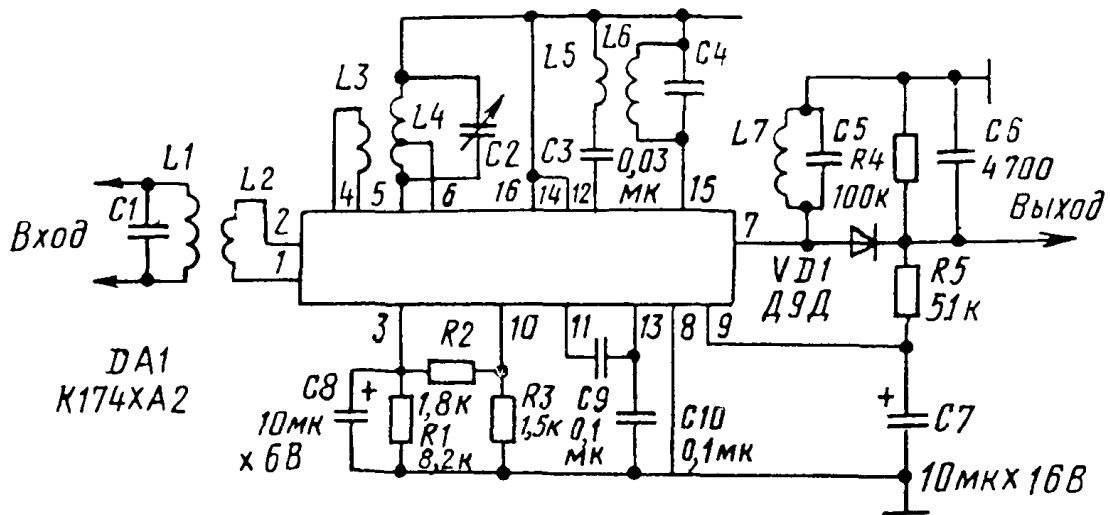 L1
C1
Вход
L2
2
1
L3
L4
C2
4
5
6
L5
L6
C4
C3
0,03
мк
16
14
12
15
L7
C5
R4
100к
C6
4700
7
Выход
VD1
Д9Д
R5
51к
DA1
К174ХА2
3
10
11
13
8
9
C8
+
10мк
х6В
R2
1,8к
R1
8,2к
R3
1,5к
C9
0,1
мк
C10
0,1мк
+
C7
10мкх16В